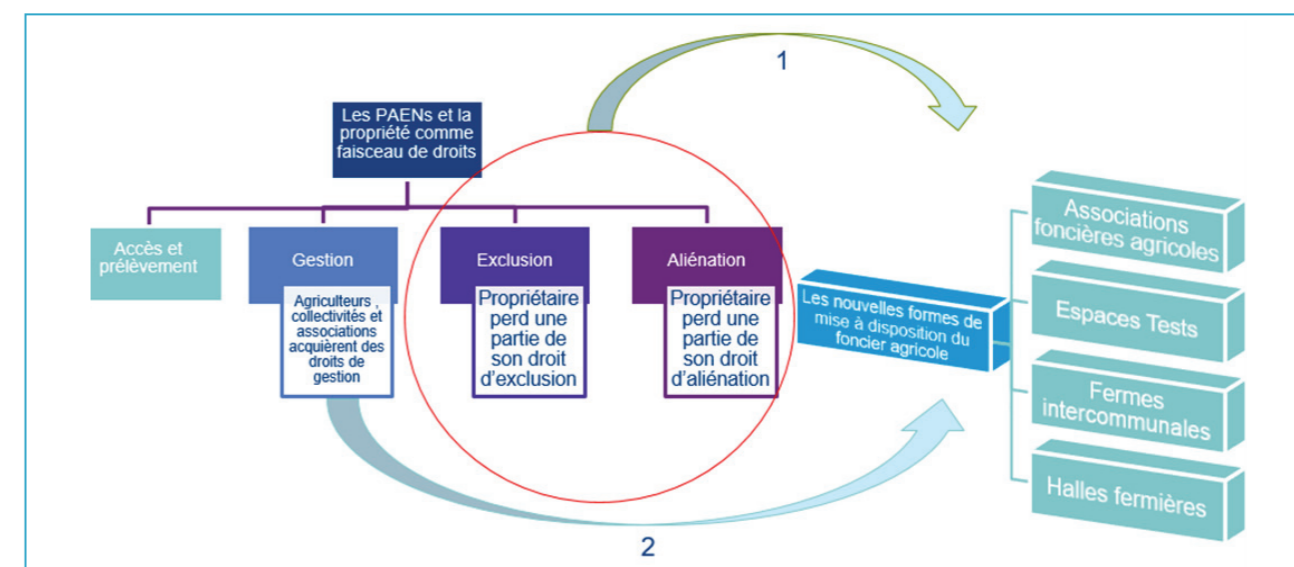 1
Les PAENs et la
propriété comme
faisceau de droits
Accès et
prélèvement
Gestion
Agriculteurs ,
collectivités et
associations
acquièrent des
droits de
gestion
Exclusion
Propriétaire
perd une
partie de
son droit
d'exclusion
Aliénation
Propriétaire
perd une
partie de
son droit
d'aliénation
Les nouvelles formes de
mise à disposition du
foncier agricole
Associations
foncières agricoles
Espaces Tests
Fermes
intercommunales
Halles fermières
2